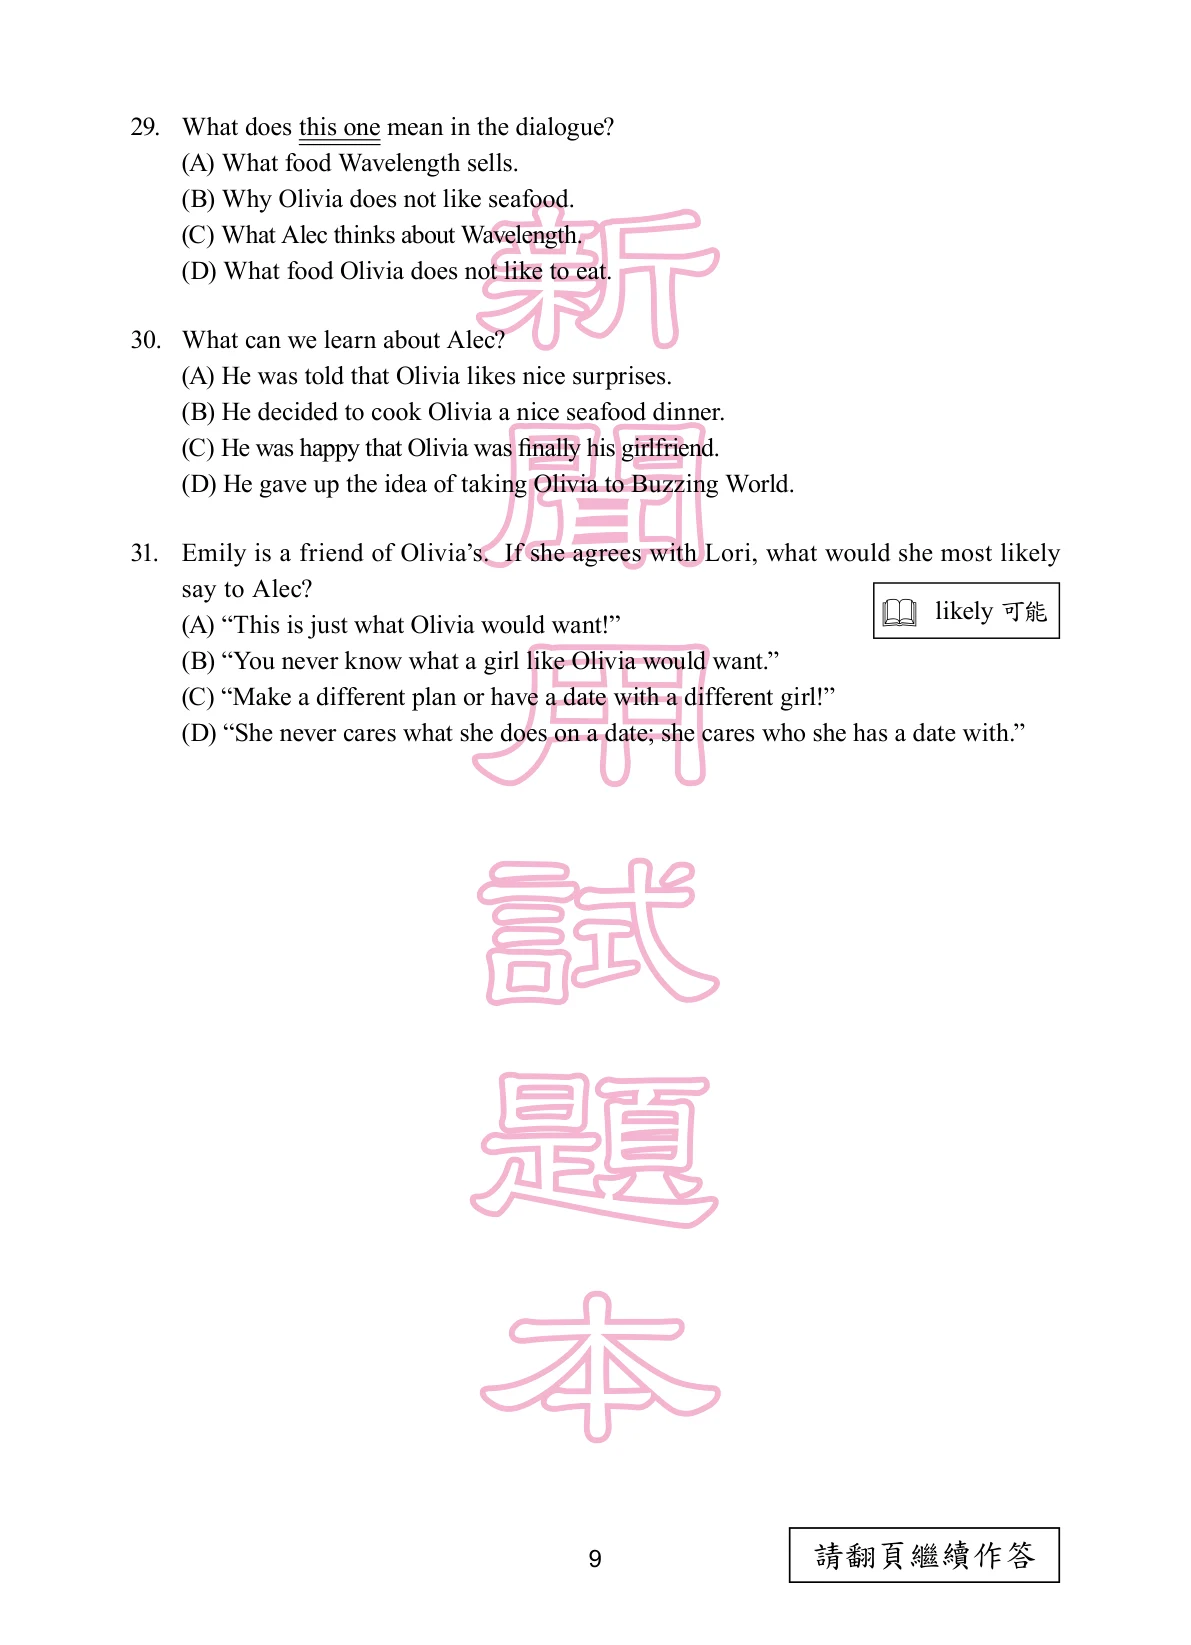 29. What does this one mean in the dialogue?
(A) What food Wavelength sells.
(B) Why Olivia does not like seafood.
(C) What Alec thinks about Wavelength.
(D) What food Olivia does not like to eat.
30. What can we learn about Alec?
(A) He was told that Olivia likes nice surprises.
(B) He decided to cook Olivia a nice seafood dinner.
(C) He was happy that Olivia was finally his girlfriend.
(D) He gave up the idea of taking Olivia to Buzzing World.
31. Emily is a friend of Olivia’s. If she agrees with Lori, what would she most likely
say to Alec?
likely 可能
(A) “This is just what Olivia would want!”
(B) “You never know what a girl like Olivia would want.”
(C) “Make a different plan or have a date with a different girl!”
(D) “She never cares what she does on a date; she cares who she has a date with.”
新
聞
用
試
題
本
9
請翻頁繼續作答